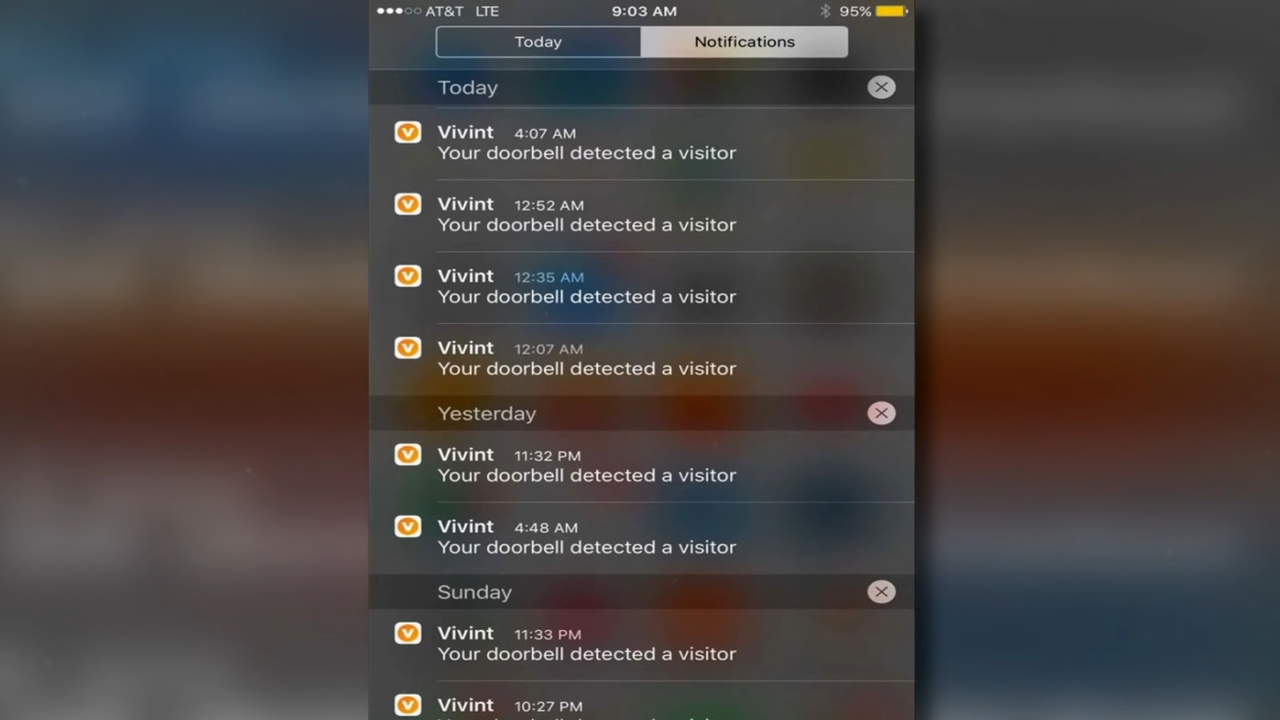 AT&T LTE 9:03 AM 95%
Today Notifications
Today
Vivint 4:07 AM
Your doorbell detected a visitor
Vivint 12:52 AM
Your doorbell detected a visitor
Vivint 12:35 AM
Your doorbell detected a visitor
Vivint 12:07 AM
Your doorbell detected a visitor
Yesterday
Vivint 11:32 PM
Your doorbell detected a visitor
Vivint 4:48 AM
Your doorbell detected a visitor
Sunday
Vivint 11:33 PM
Your doorbell detected a visitor
Vivint 10:27 PM